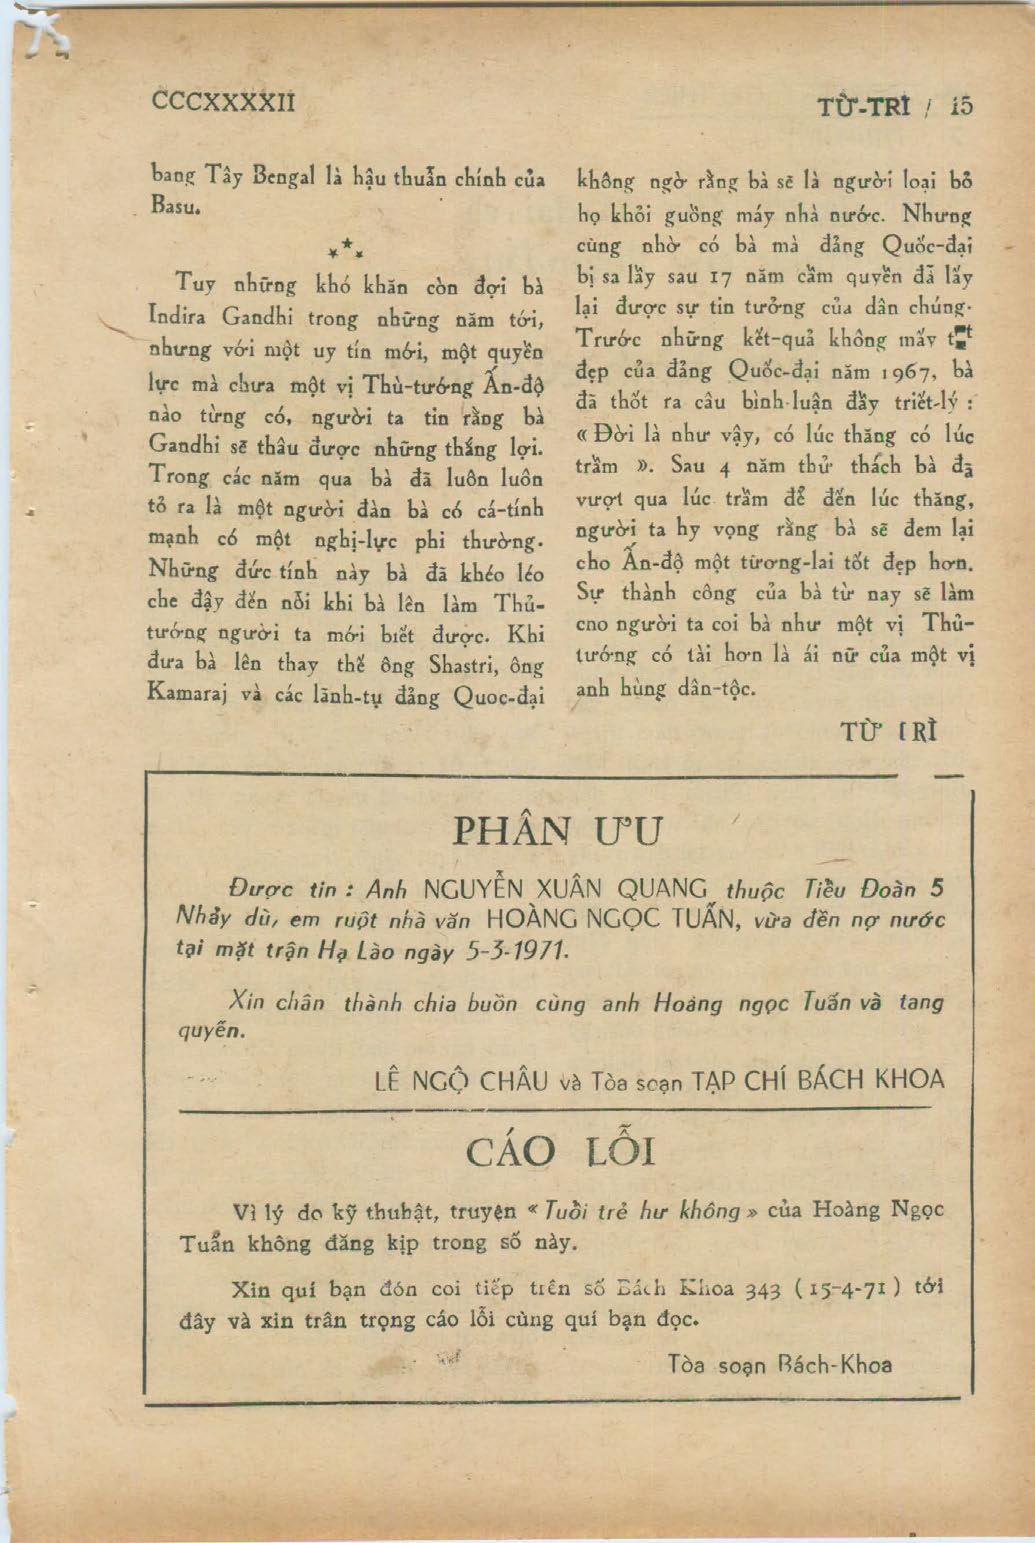 CCCXXXXII
TỪ-TRÌ / 15
bang Tây Bengal là hậu thuẫn chính của
Basu.
***
Tuy những khó khăn còn đợi bà
Indira Gandhi trong những năm tới,
nhưng với một uy tín mới, một quyền
lực mà chưa một vị Thù-tướng Ấn-độ
nào từng có, người ta tin rằng bà
Gandhi sẽ thâu được những thắng lợi.
Trong các năm qua bà đã luôn luôn
tỏ ra là một người đàn bà có cá-tính
mạnh có một nghị-lực phi thường.
Những đức tính này bà đã khéo léo
che đậy đến nỗi khi bà lên làm Thủ-
tướng người ta mới biết được. Khi
đưa bà lên thay thế ông Shastri, ông
Kamaraj và các lãnh-tụ đảng Quoc-đại
không ngờ rằng bà sẽ là người loại bỏ
họ khỏi guồng máy nhà nước. Nhưng
cùng nhờ có bà mà đảng Quốc-đại
bị sa lầy sau 17 năm cầm quyền đã lấy
lại được sự tin tưởng của dân chúng.
Trước những kết-quả không mấy
đẹp của đảng Quốc-đại năm 1967, bà
đã thốt ra câu bình luận đầy triết-lý :
« Đời là như vậy, có lúc thăng có lúc
trầm ». Sau 4 năm thử thách bà đã
vượt qua lúc trầm để đến lúc thăng,
người ta hy vọng rằng bà sẽ đem lại
cho Ấn-độ một tương-lai tốt đẹp hơn.
Sự thành công của bà từ nay sẽ làm
cno người ta coi bà như một vị Thủ-
tướng có tài hơn là ái nữ của một vị
anh hùng dân-tộc.
TỪ TRÌ
PHÂN ƯU
Được tin : Anh NGUYỄN XUÂN QUANG thuộc Tiểu Đoàn 5
Nhảy dù, em ruột nhà văn HOÀNG NGỌC TUẤN, vừa đền nợ nước
tại mặt trận Hạ Lào ngày 5-3-1971.
Xin chân thành chia buồn cùng anh Hoàng ngọc Tuấn và tang
quyễn.
LÊ NGỘ CHÂU và Tòa soạn TẠP CHÍ BÁCH KHOA
CÁO LỖI
Vì lý do kỹ thuhật, truyện « Tuổi trẻ hư không » của Hoàng Ngọc
Tuẩn không đăng kịp trong số này.
Xin quí bạn đón coi tiếp trên số Bách Khoa 343 (15-4-71) tới
đây và xin trân trọng cáo lỗi cùng quí bạn đọc.
Tòa soạn Bách-Khoa